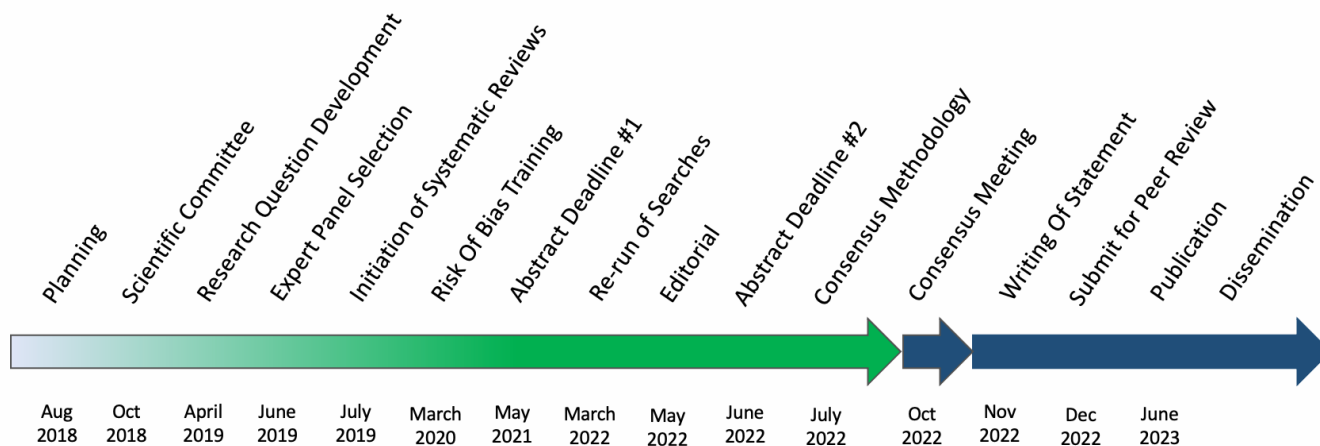 Planning
Scientific Committee
Research Question Development
Expert Panel Selection
Initiation of Systematic Reviews
Risk Of Bias Training
Abstract Deadline #1
Re-run of Searches
Editorial
Abstract Deadline #2
Consensus Methodology
Consensus Meeting
Writing Of Statement
Submit for Peer Review
Publication
Dissemination
Aug
2018
Oct
2018
April
2019
June
2019
July
2019
March
2020
May
2021
March
2022
May
2022
June
2022
July
2022
Oct
2022
Nov
2022
Dec
2022
June
2023